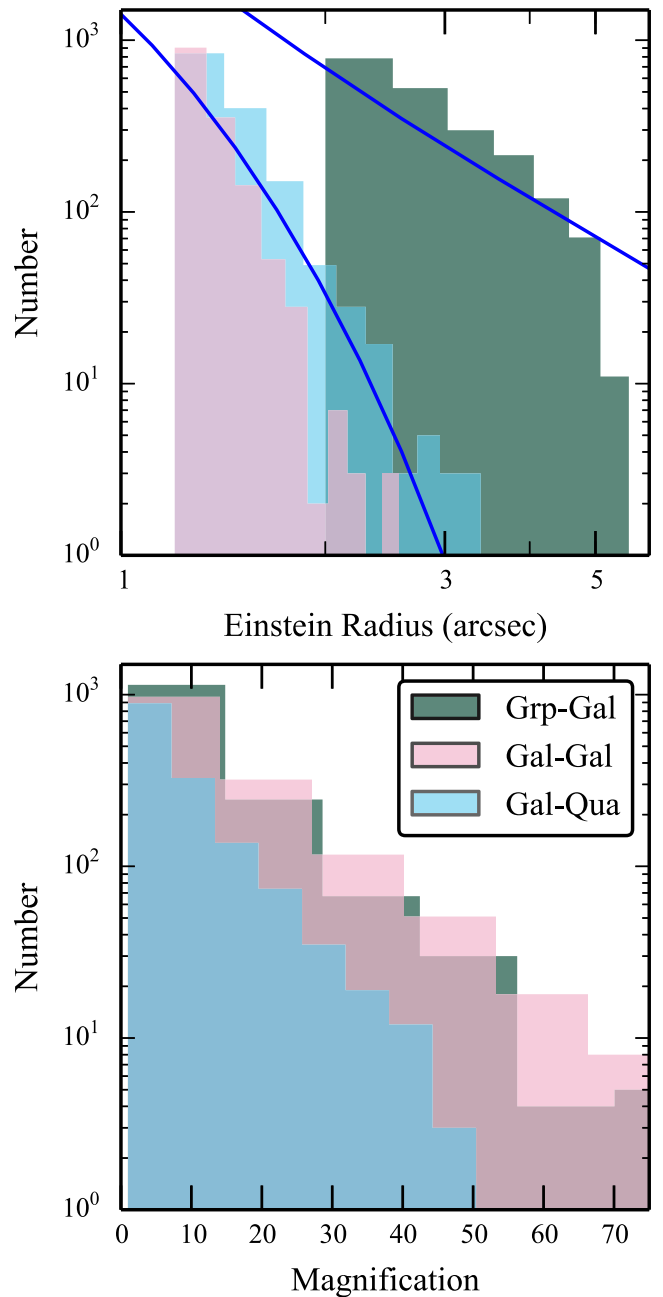 10³
10²
10¹
10⁰
Number
1 3 5
Einstein Radius (arcsec)
10³
10²
10¹
10⁰
Number
Grp-Gal
Gal-Gal
Gal-Qua
0 10 20 30 40 50 60 70
Magnification